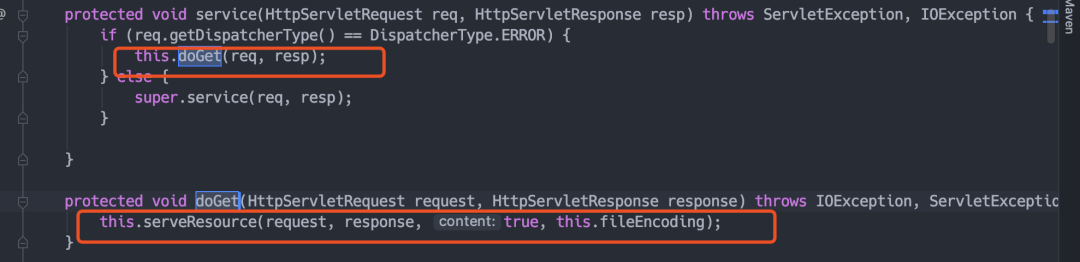 @ protected void service(HttpServletRequest req, HttpServletResponse resp) throws ServletException, IOException {
if (req.getDispatcherType() == DispatcherType.ERROR) {
this.doGet(req, resp);
} else {
super.service(req, resp);
}
}
protected void doGet(HttpServletRequest request, HttpServletResponse response) throws IOException, ServletExceptio
this.serveResource(request, response, content: true, this.fileEncoding);
}
Maven